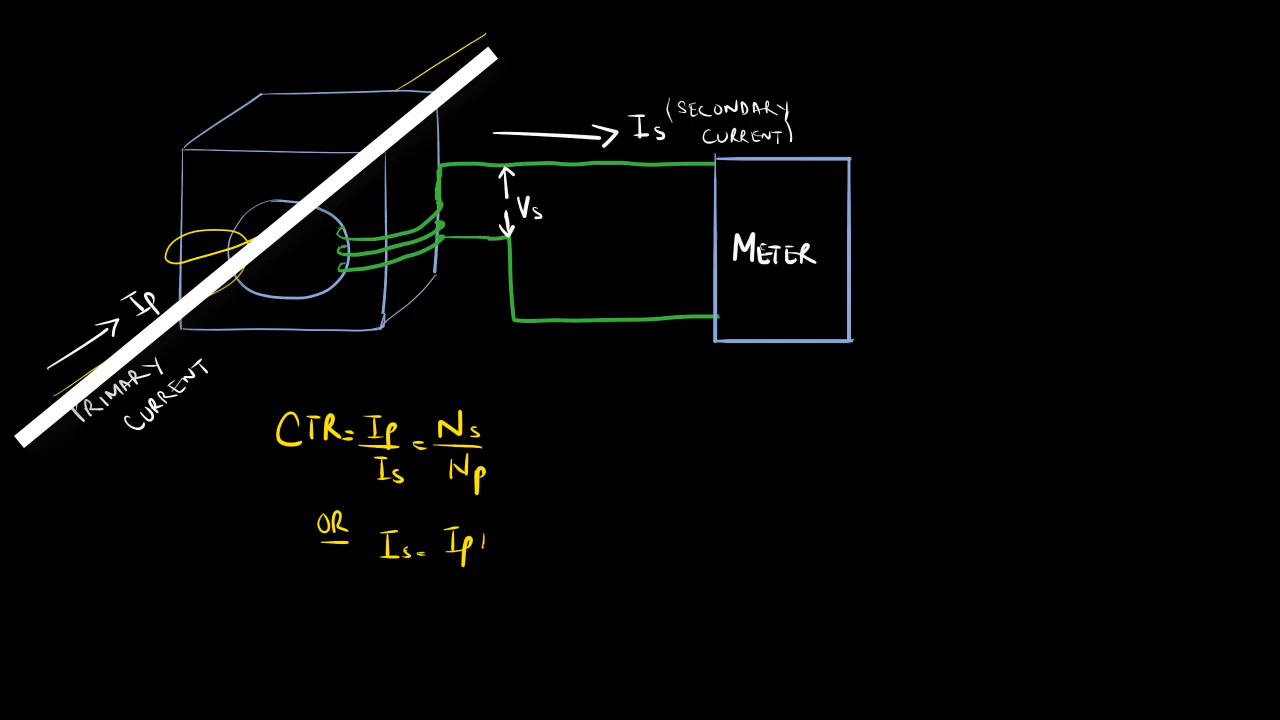 Is (SECONDARY
CURRENT)
Vs
METER
Ip
PRIMARY
CURRENT
CTR = Ip/Is = Ns/Np
OR
Is = Ip